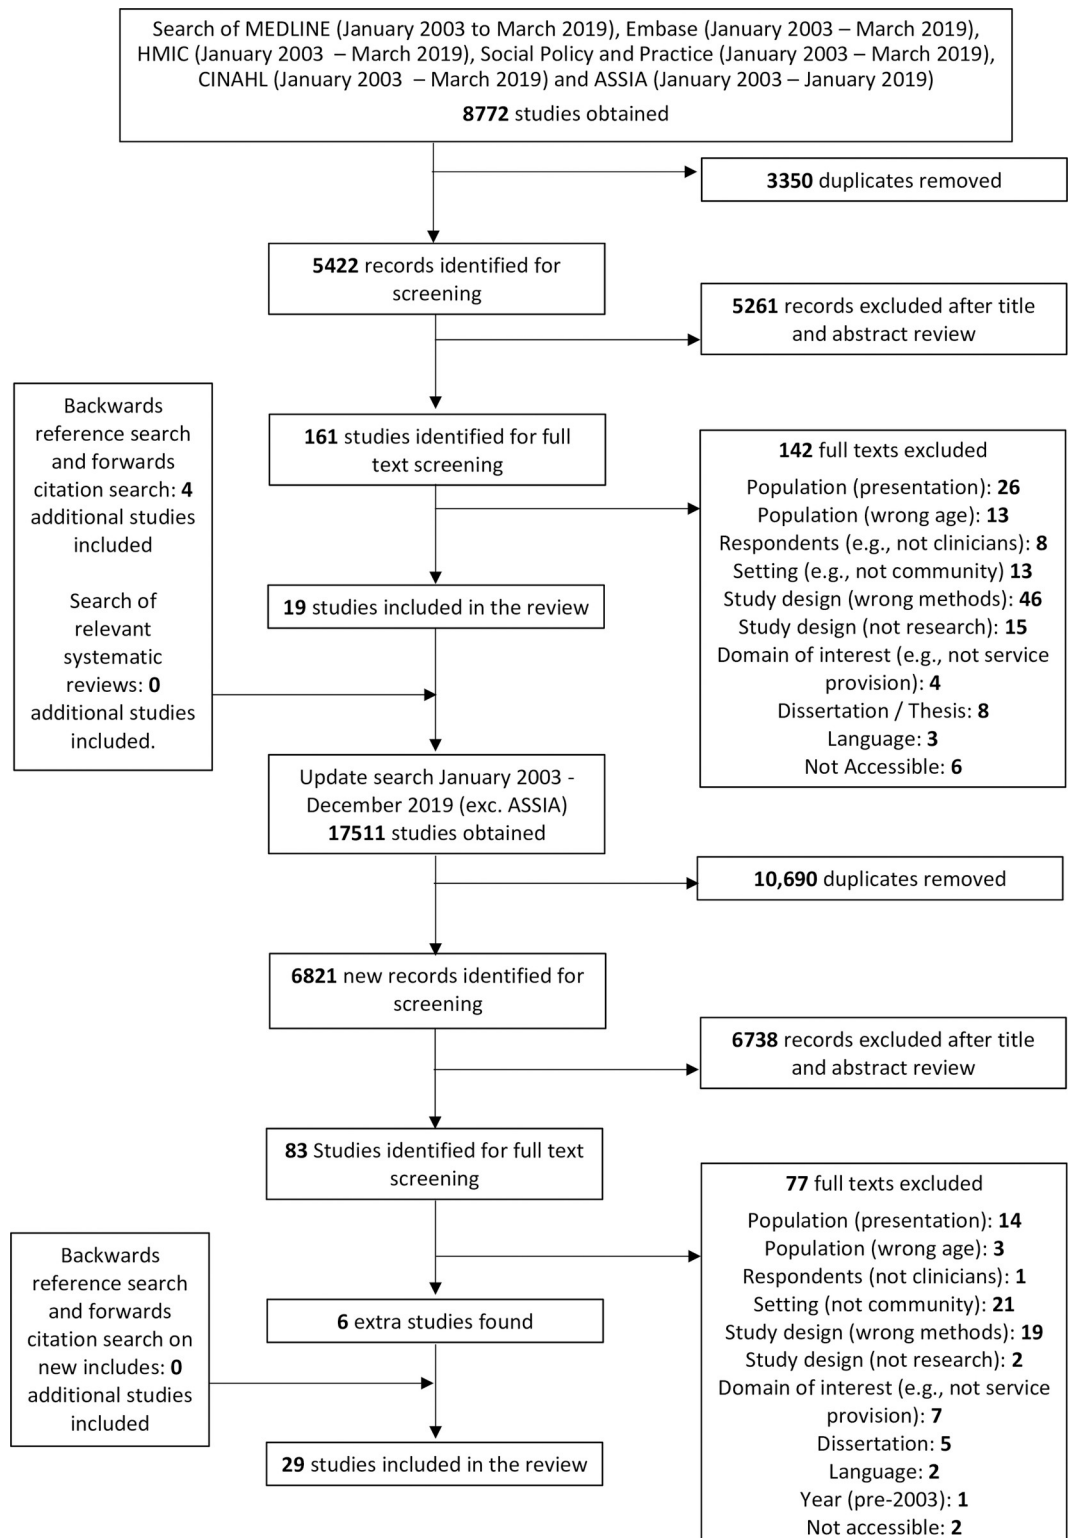 Search of MEDLINE (January 2003 to March 2019), Embase (January 2003 – March 2019),
HMIC (January 2003 – March 2019), Social Policy and Practice (January 2003 – March 2019),
CINAHL (January 2003 – March 2019) and ASSIA (January 2003 – January 2019)
8772 studies obtained
3350 duplicates removed
5422 records identified for
screening
5261 records excluded after title
and abstract review
161 studies identified for full
text screening
142 full texts excluded
Population (presentation): 26
Population (wrong age): 13
Respondents (e.g., not clinicians): 8
Setting (e.g., not community) 13
Study design (wrong methods): 46
Study design (not research): 15
Domain of interest (e.g., not service
provision): 4
Dissertation / Thesis: 8
Language: 3
Not Accessible: 6
19 studies included in the review
Backwards
reference search
and forwards
citation search: 4
additional studies
included
Search of
relevant
systematic
reviews: 0
additional studies
included.
Update search January 2003 -
December 2019 (exc. ASSIA)
17511 studies obtained
10,690 duplicates removed
6821 new records identified for
screening
6738 records excluded after title
and abstract review
83 Studies identified for full text
screening
77 full texts excluded
Population (presentation): 14
Population (wrong age): 3
Respondents (not clinicians): 1
Setting (not community): 21
Study design (wrong methods): 19
Study design (not research): 2
Domain of interest (e.g., not service
provision): 7
Dissertation: 5
Language: 2
Year (pre-2003): 1
Not accessible: 2
6 extra studies found
Backwards
reference search
and forwards
citation search on
new includes: 0
additional studies
included
29 studies included in the review